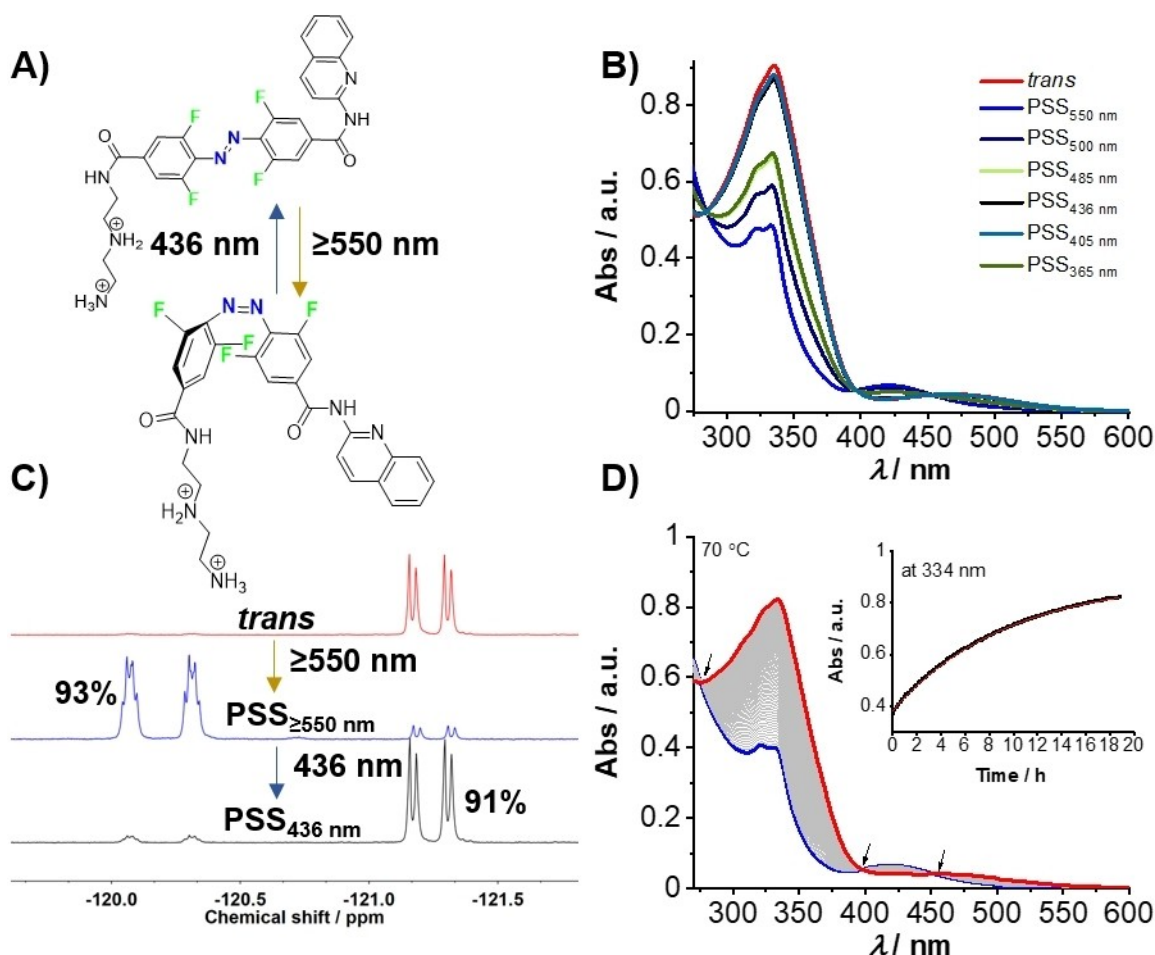 A)
F
F
N
N
N
NH
O
O
F
F
HN
NH2
+
H3N
+
436 nm
≥550 nm
F
N=N
F
F
F
O
NH
O
NH
N
N
H2
+
NH3
+
B)
Abs / a.u.
0.8
0.6
0.4
0.2
0
300 350 400 450 500 550 600
λ / nm
trans
PSS550 nm
PSS500 nm
PSS485 nm
PSS436 nm
PSS405 nm
PSS365 nm
C)
trans
≥550 nm
93%
PSS≥550 nm
436 nm
PSS436 nm
91%
-120.0 -120.5 -121.0 -121.5
Chemical shift / ppm
D)
70 °C
Abs / a.u.
1
0.8
0.6
0.4
0.2
0
300 350 400 450 500 550 600
λ / nm
at 334 nm
Abs / a.u.
1
0.8
0.6
0.4
0 2 4 6 8 10 12 14 16 18 20
Time / h